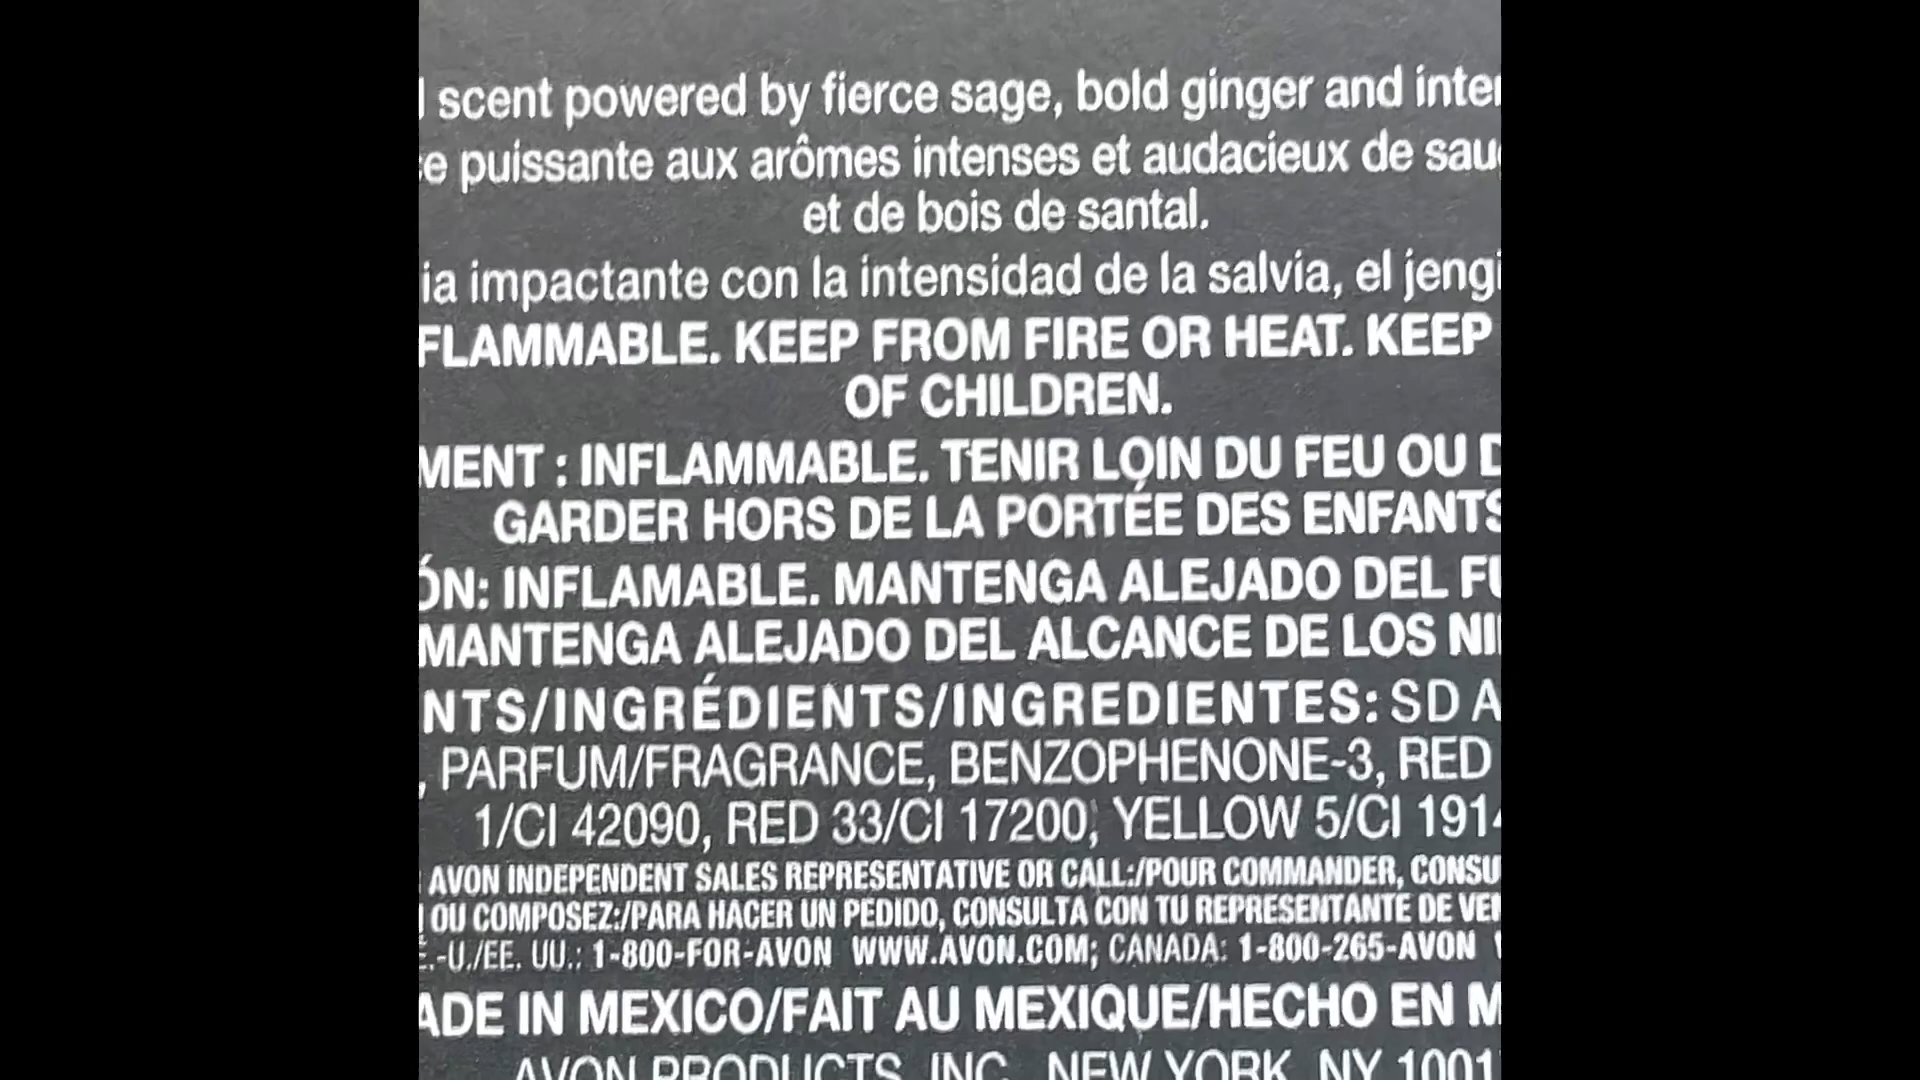 scent powered by fierce sage, bold ginger and
puissante aux arômes intenses et audacieux de
et de bois de santal.
impactante con la intensidad de la salvia, el
FLAMMABLE. KEEP FROM FIRE OR HEAT. KEEP
OF CHILDREN.
MENT : INFLAMMABLE. TENIR LOIN DU FEU OU
GARDER HORS DE LA PORTÉE DES ENFANTS
ÓN: INFLAMABLE. MANTENGA ALEJADO DEL
MANTENGA ALEJADO DEL ALCANCE DE LOS
NTS/INGRÉDIENTS/INGREDIENTES: SD A
, PARFUM/FRAGRANCE, BENZOPHENONE-3, RED
1/CI 42090, RED 33/CI 17200, YELLOW 5/CI 191
AVON INDEPENDENT SALES REPRESENTATIVE OR CALL:/POUR COMMANDER, CONSU
OU COMPOSEZ:/PARA HACER UN PEDIDO, CONSULTA CON TU REPRESENTANTE DE
.-U./EE. UU.: 1-800-FOR-AVON WWW.AVON.COM; CANADA: 1-800-265-AVON
ADE IN MEXICO/FAIT AU MEXIQUE/HECHO EN M
AVON PRODUCTS, INC., NEW YORK, NY 1001